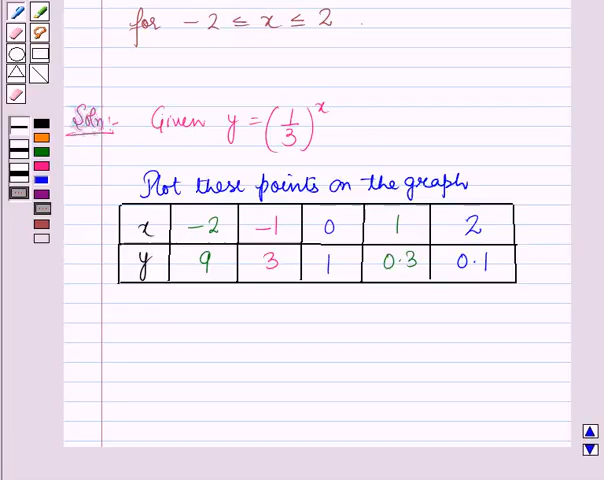 for -2 ≤ x ≤ 2
Soln:- Given y = (1/3)^x
Plot these points on the graph
x -2 -1 0 1 2
y 9 3 1 0.3 0.1